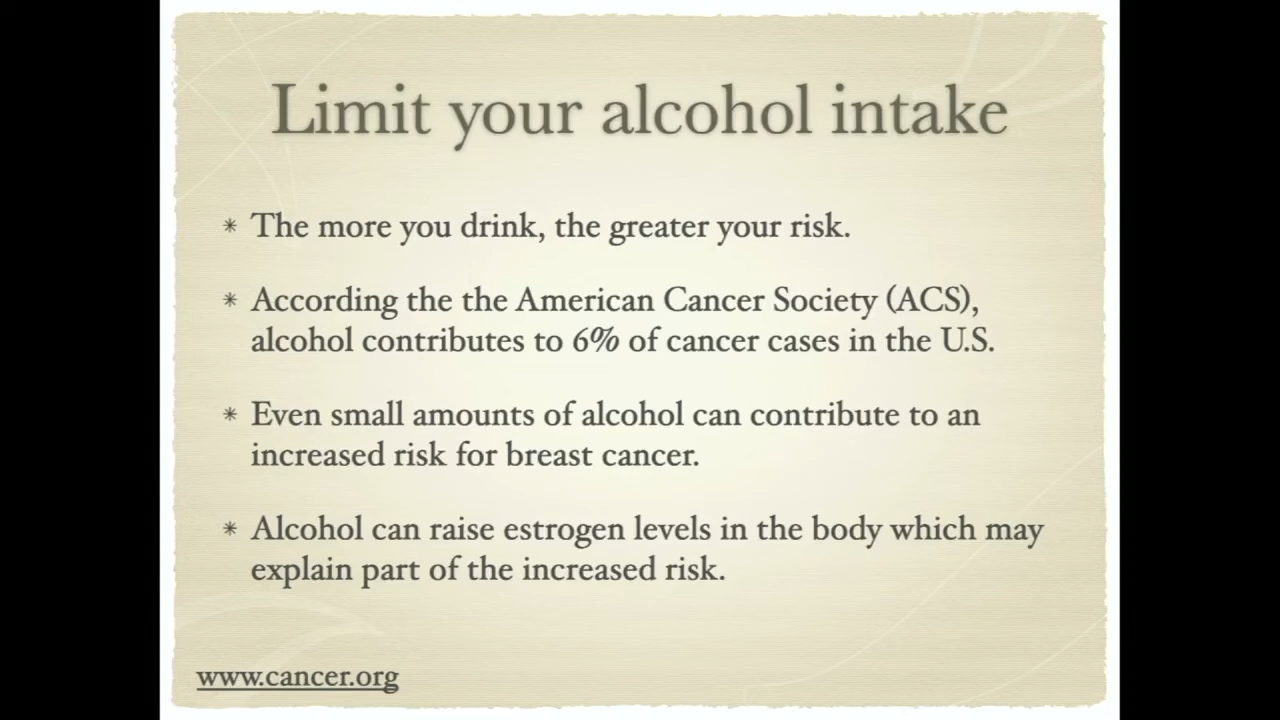 Limit your alcohol intake
* The more you drink, the greater your risk.
* According the the American Cancer Society (ACS),
alcohol contributes to 6% of cancer cases in the U.S.
* Even small amounts of alcohol can contribute to an
increased risk for breast cancer.
* Alcohol can raise estrogen levels in the body which may
explain part of the increased risk.
www.cancer.org